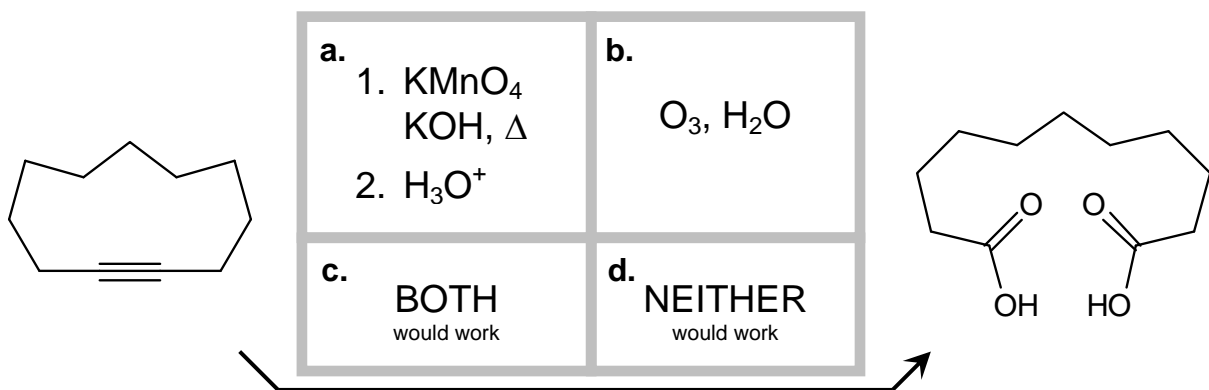 a.
1. KMnO₄
KOH, Δ
2. H₃O⁺
b.
O₃, H₂O
c.
BOTH
would work
d.
NEITHER
would work
O
OH
O
HO